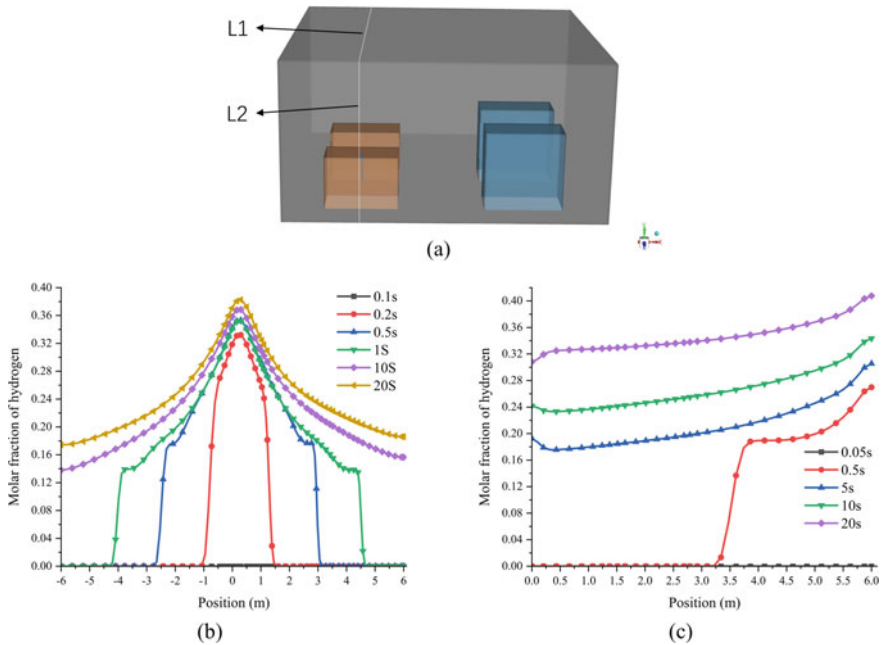 L1
L2
(a)
Molar fraction of hydrogen
0.40
0.36
0.32
0.28
0.24
0.20
0.16
0.12
0.08
0.04
0.00
-6 -5 -4 -3 -2 -1 0 1 2 3 4 5 6
Position (m)
0.1s
0.2s
0.5s
1S
10S
20S
(b)
Molar fraction of hydrogen
0.40
0.36
0.32
0.28
0.24
0.20
0.16
0.12
0.08
0.04
0.00
0.0 0.5 1.0 1.5 2.0 2.5 3.0 3.5 4.0 4.5 5.0 5.5 6.0
Position (m)
0.05s
0.5s
5s
10s
20s
(c)